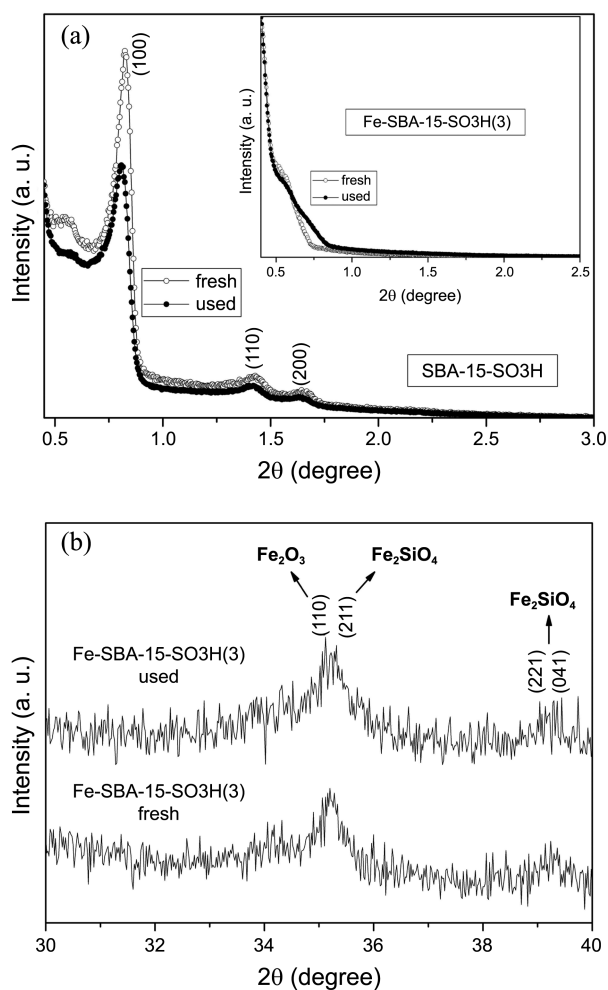 (a)
(100)
Fe-SBA-15-SO3H(3)
fresh
used
Intensity (a. u.)
0.5 1.0 1.5 2.0 2.5
2θ (degree)
fresh
used
(110)
(200)
SBA-15-SO3H
Intensity (a. u.)
0.5 1.0 1.5 2.0 2.5 3.0
2θ (degree)
(b)
Fe₂O₃ Fe₂SiO₄
(110) (211)
Fe₂SiO₄
(221) (041)
Fe-SBA-15-SO3H(3)
used
Fe-SBA-15-SO3H(3)
fresh
Intensity (a. u.)
30 32 34 36 38 40
2θ (degree)